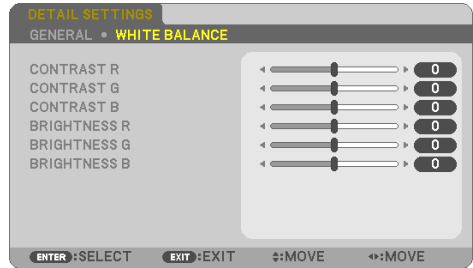 DETAIL SETTINGS
GENERAL • WHITE BALANCE
CONTRAST R 0
CONTRAST G 0
CONTRAST B 0
BRIGHTNESS R 0
BRIGHTNESS G 0
BRIGHTNESS B 0
ENTER :SELECT EXIT :EXIT :MOVE :MOVE